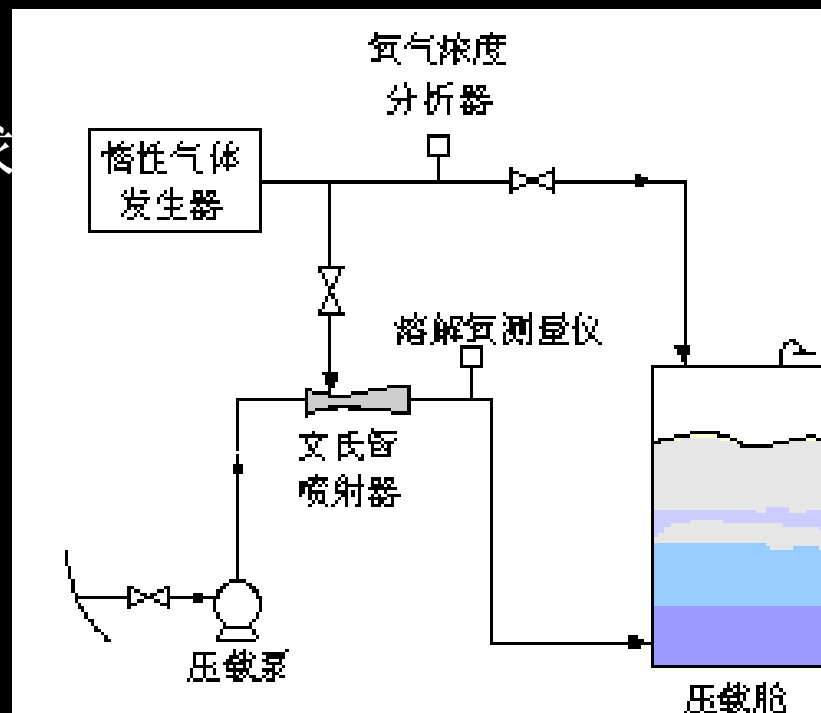 氧气浓度
分析器
惰性气体
发生器
溶解氧测量仪
文氏管
喷射器
压载泵
压载舱